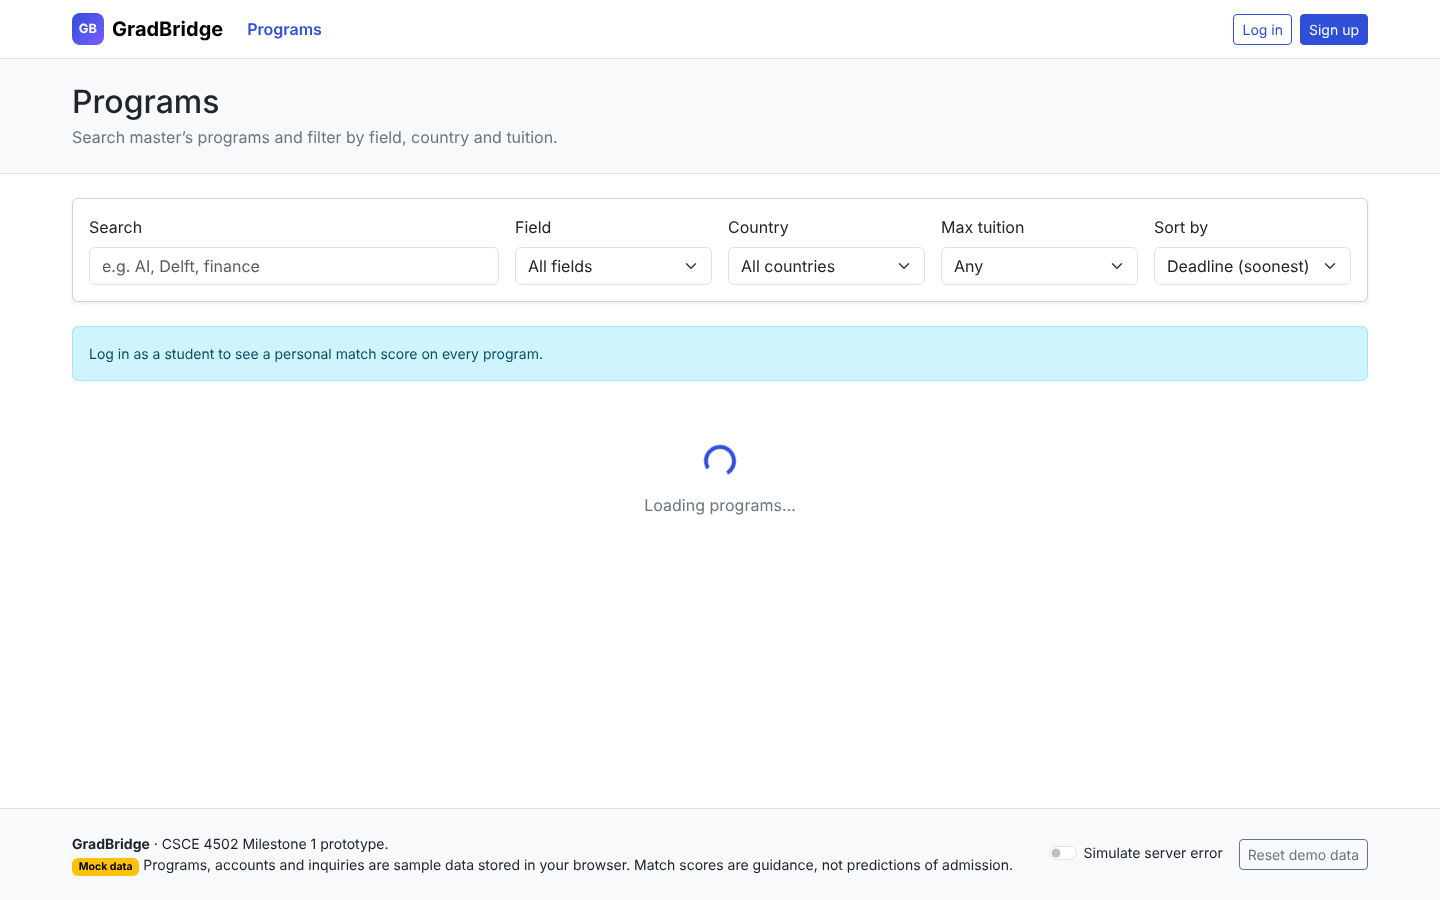 GB GradBridge Programs Log in Sign up
Programs
Search master’s programs and filter by field, country and tuition.
Search Field Country Max tuition Sort by
e.g. AI, Delft, finance All fields All countries Any Deadline (soonest)
Log in as a student to see a personal match score on every program.
Loading programs…
GradBridge · CSCE 4502 Milestone 1 prototype.
Mock data Programs, accounts and inquiries are sample data stored in your browser. Match scores are guidance, not predictions of admission.
Simulate server error Reset demo data